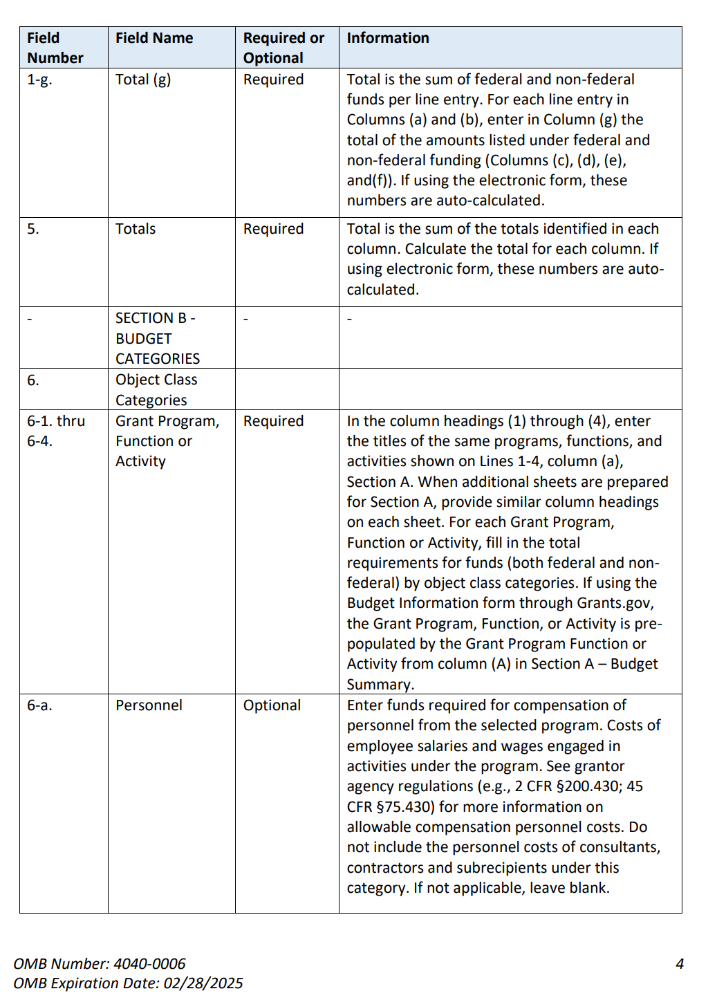 Field Number
Field Name
Required or Optional
Information
1-g.
Total (g)
Required
Total is the sum of federal and non-federal
funds per line entry. For each line entry in
Columns (a) and (b), enter in Column (g) the
total of the amounts listed under federal and
non-federal funding (Columns (c), (d), (e),
and(f)). If using the electronic form, these
numbers are auto-calculated.
5.
Totals
Required
Total is the sum of the totals identified in each
column. Calculate the total for each column. If
using electronic form, these numbers are auto-
calculated.
-
SECTION B -
BUDGET
CATEGORIES
-
-
6.
Object Class
Categories
6-1. thru
6-4.
Grant Program,
Function or
Activity
Required
In the column headings (1) through (4), enter
the titles of the same programs, functions, and
activities shown on Lines 1-4, column (a),
Section A. When additional sheets are prepared
for Section A, provide similar column headings
on each sheet. For each Grant Program,
Function or Activity, fill in the total
requirements for funds (both federal and non-
federal) by object class categories. If using the
Budget Information form through Grants.gov,
the Grant Program, Function, or Activity is pre-
populated by the Grant Program Function or
Activity from column (A) in Section A – Budget
Summary.
6-a.
Personnel
Optional
Enter funds required for compensation of
personnel from the selected program. Costs of
employee salaries and wages engaged in
activities under the program. See grantor
agency regulations (e.g., 2 CFR §200.430; 45
CFR §75.430) for more information on
allowable compensation personnel costs. Do
not include the personnel costs of consultants,
contractors and subrecipients under this
category. If not applicable, leave blank.
OMB Number: 4040-0006
4
OMB Expiration Date: 02/28/2025